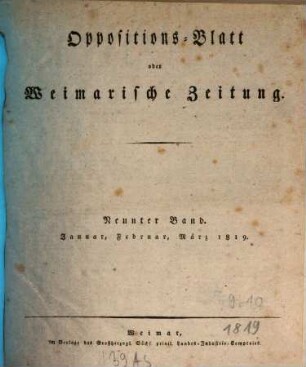 Oppositions-Blatt
oder
Weimarische Zeitung.
Neunter Band.
Januar, Februar, März 1819.
1819
Weimar,
Im Verlage des Großherzogl. Sächs. privil. Landes-Industrie-Comptoirs.